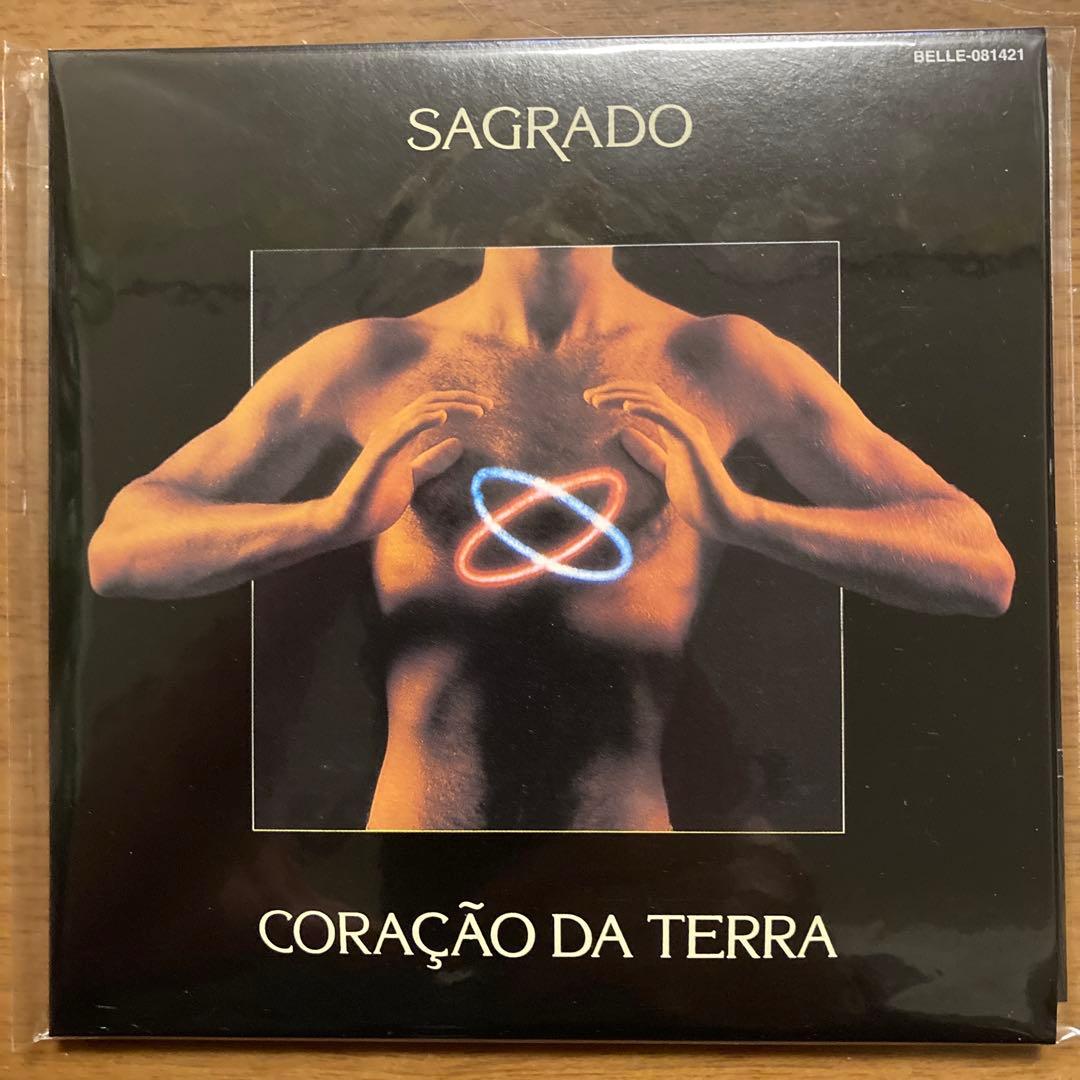 BELLE-081421
SAGRADO
CORAÇÃO DA TERRA